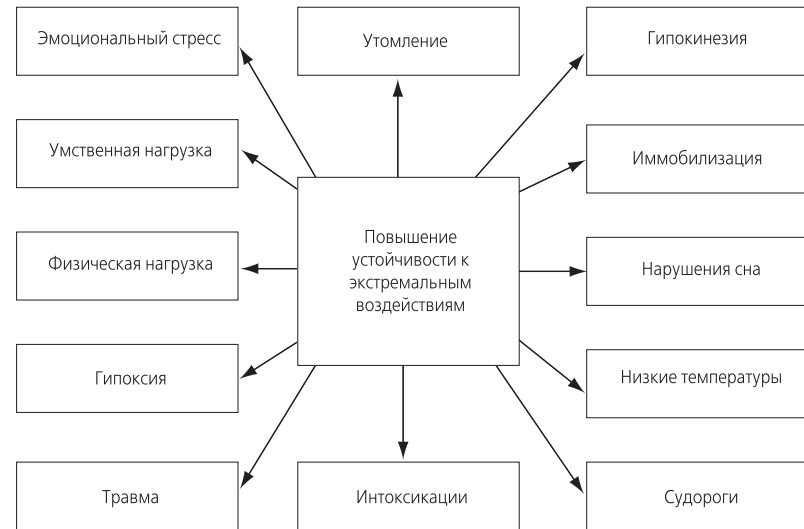 Эмоциональный стресс
Утомление
Гипокинезия
Умственная нагрузка
Иммобилизация
Повышение
устойчивости к
экстремальным
воздействиям
Физическая нагрузка
Нарушения сна
Гипоксия
Низкие температуры
Травма
Интоксикации
Судороги